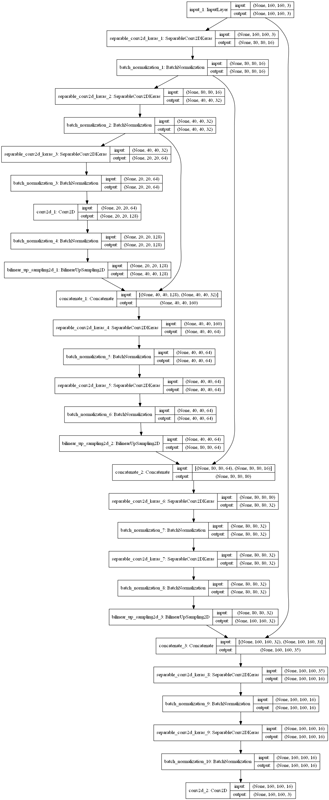 input_1: InputLayer
input: (None, 160, 160, 3)
output: (None, 160, 160, 3)
separable_conv2d_keras_1: SeparableConv2DKeras
input: (None, 160, 160, 3)
output: (None, 80, 80, 16)
batch_normalization_1: BatchNormalization
input: (None, 80, 80, 16)
output: (None, 80, 80, 16)
separable_conv2d_keras_2: SeparableConv2DKeras
input: (None, 80, 80, 16)
output: (None, 40, 40, 32)
batch_normalization_2: BatchNormalization
input: (None, 40, 40, 32)
output: (None, 40, 40, 32)
separable_conv2d_keras_3: SeparableConv2DKeras
input: (None, 40, 40, 32)
output: (None, 20, 20, 64)
batch_normalization_3: BatchNormalization
input: (None, 20, 20, 64)
output: (None, 20, 20, 64)
conv2d_1: Conv2D
input: (None, 20, 20, 64)
output: (None, 20, 20, 128)
batch_normalization_4: BatchNormalization
input: (None, 20, 20, 128)
output: (None, 20, 20, 128)
bilinear_up_sampling2d_1: BilinearUpSampling2D
input: (None, 20, 20, 128)
output: (None, 40, 40, 128)
concatenate_1: Concatenate
input: [(None, 40, 40, 128), (None, 40, 40, 32)]
output: (None, 40, 40, 160)
separable_conv2d_keras_4: SeparableConv2DKeras
input: (None, 40, 40, 160)
output: (None, 40, 40, 64)
batch_normalization_5: BatchNormalization
input: (None, 40, 40, 64)
output: (None, 40, 40, 64)
separable_conv2d_keras_5: SeparableConv2DKeras
input: (None, 40, 40, 64)
output: (None, 40, 40, 64)
batch_normalization_6: BatchNormalization
input: (None, 40, 40, 64)
output: (None, 40, 40, 64)
bilinear_up_sampling2d_2: BilinearUpSampling2D
input: (None, 40, 40, 64)
output: (None, 80, 80, 64)
concatenate_2: Concatenate
input: [(None, 80, 80, 64), (None, 80, 80, 16)]
output: (None, 80, 80, 80)
separable_conv2d_keras_6: SeparableConv2DKeras
input: (None, 80, 80, 80)
output: (None, 80, 80, 32)
batch_normalization_7: BatchNormalization
input: (None, 80, 80, 32)
output: (None, 80, 80, 32)
separable_conv2d_keras_7: SeparableConv2DKeras
input: (None, 80, 80, 32)
output: (None, 80, 80, 32)
batch_normalization_8: BatchNormalization
input: (None, 80, 80, 32)
output: (None, 80, 80, 32)
bilinear_up_sampling2d_3: BilinearUpSampling2D
input: (None, 80, 80, 32)
output: (None, 160, 160, 32)
concatenate_3: Concatenate
input: [(None, 160, 160, 32), (None, 160, 160, 3)]
output: (None, 160, 160, 35)
separable_conv2d_keras_8: SeparableConv2DKeras
input: (None, 160, 160, 35)
output: (None, 160, 160, 16)
batch_normalization_9: BatchNormalization
input: (None, 160, 160, 16)
output: (None, 160, 160, 16)
separable_conv2d_keras_9: SeparableConv2DKeras
input: (None, 160, 160, 16)
output: (None, 160, 160, 16)
batch_normalization_10: BatchNormalization
input: (None, 160, 160, 16)
output: (None, 160, 160, 16)
conv2d_2: Conv2D
input: (None, 160, 160, 16)
output: (None, 160, 160, 3)